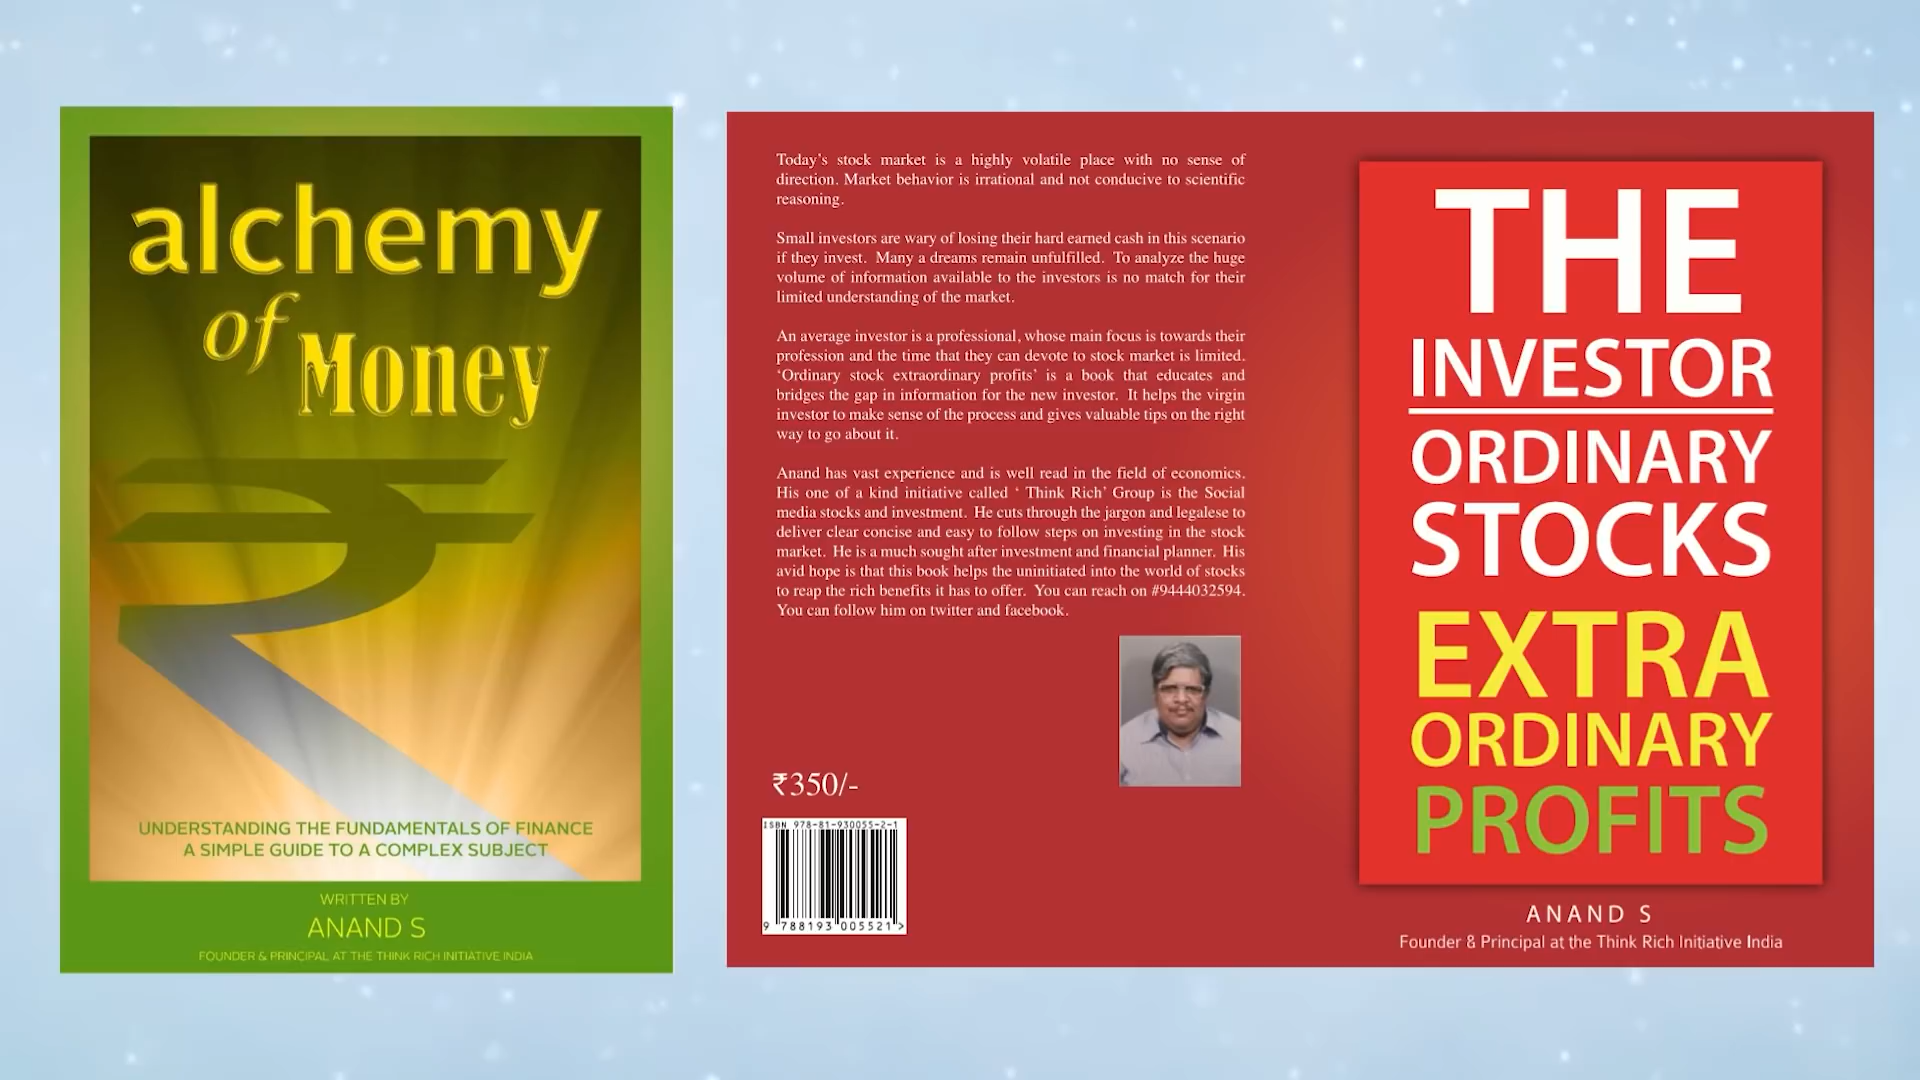 alchemy
of
Money
UNDERSTANDING THE FUNDAMENTALS OF FINANCE
A SIMPLE GUIDE TO A COMPLEX SUBJECT
WRITTEN BY
ANAND S
FOUNDER & PRINCIPAL AT THE THINK RICH INITIATIVE INDIA
Today's stock market is a highly volatile place with no sense of
direction. Market behavior is irrational and not conducive to scientific
reasoning.
Small investors are wary of losing their hard earned cash in this scenario
if they invest. Many a dreams remain unfulfilled. To analyze the huge
volume of information available to the investors is no match for their
limited understanding of the market.
An average investor is a professional, whose main focus is towards their
profession and the time that they can devote to stock market is limited.
‘Ordinary stock extraordinary profits’ is a book that educates and
bridges the gap in information for the new investor. It helps the virgin
investor to make sense of the process and gives valuable tips on the right
way to go about it.
Anand has vast experience and is well read in the field of economics.
His one of a kind initiative called ‘ Think Rich’ Group is the Social
media stocks and investment. He cuts through the jargon and legalese to
deliver clear concise and easy to follow steps on investing in the stock
market. He is a much sought after investment and financial planner. His
avid hope is that this book helps the uninitiated into the world of stocks
to reap the rich benefits it has to offer. You can reach on #9444032594.
You can follow him on twitter and facebook.
₹350/-
ISBN 978-81-930055-2-1
9 788193 005521 >
THE
INVESTOR
ORDINARY
STOCKS
EXTRA
ORDINARY
PROFITS
ANAND S
Founder & Principal at the Think Rich Initiative India